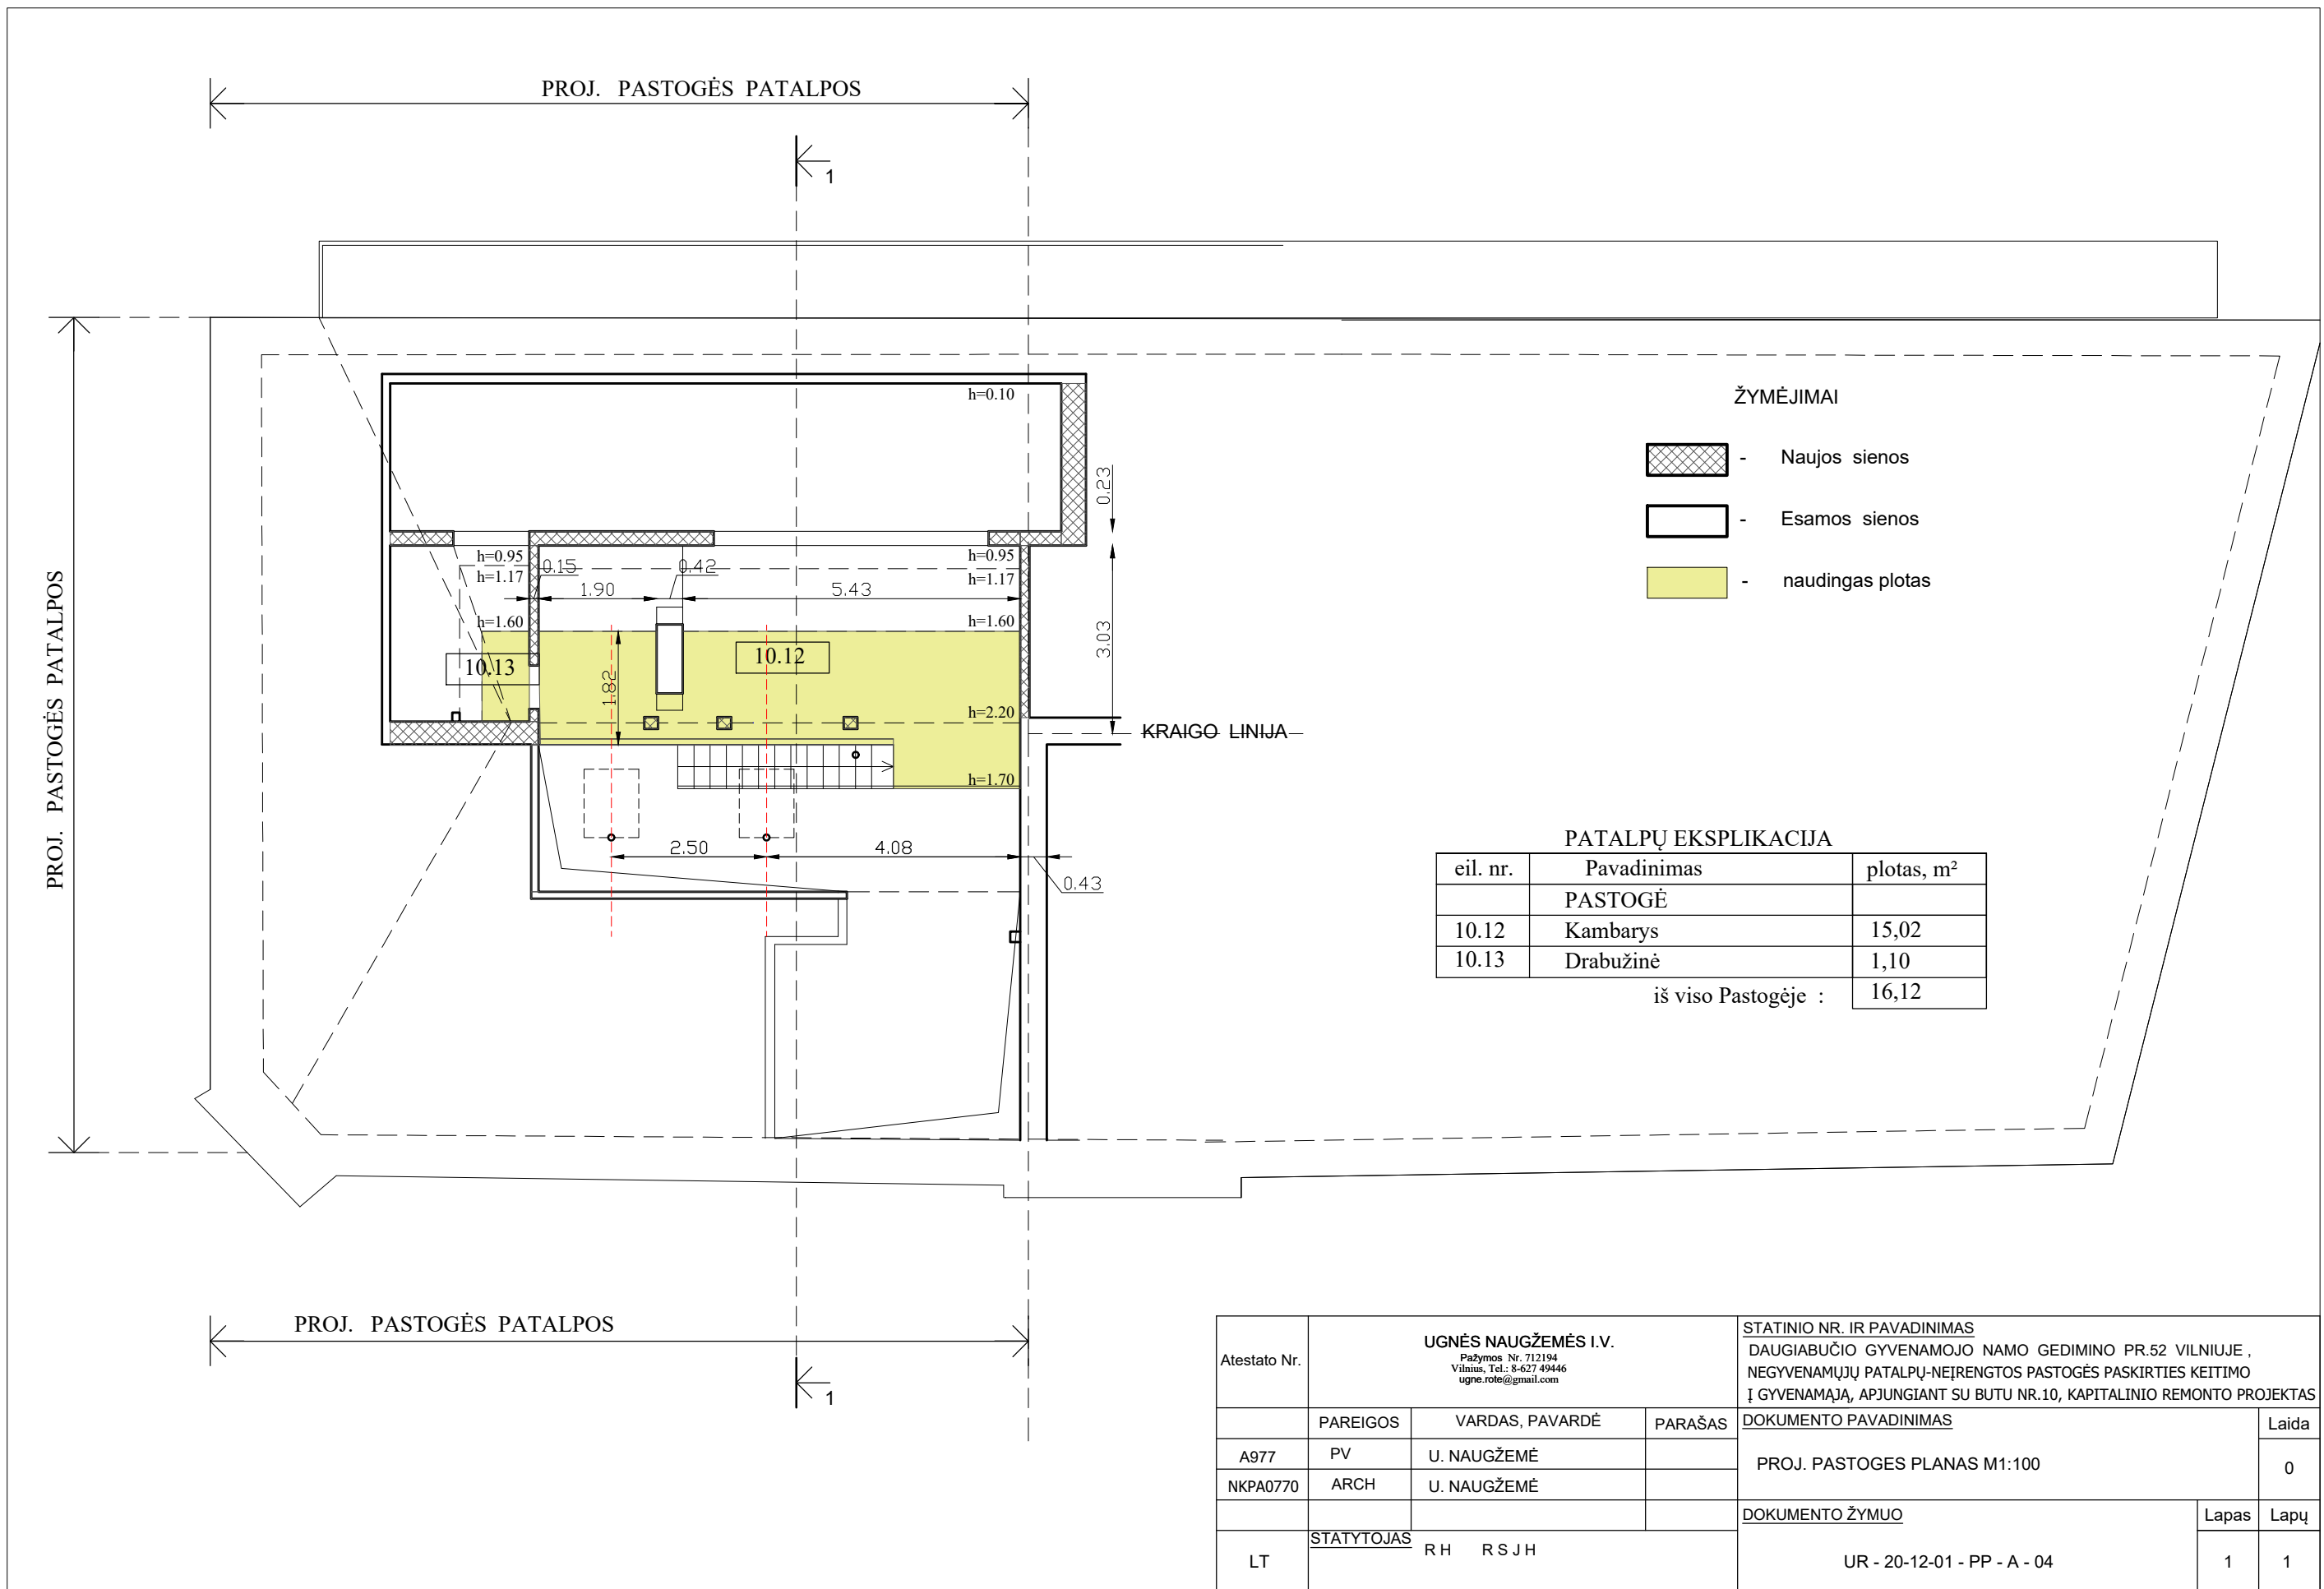 PROJ. PASTOGĖS PATALPOS
1
PROJ. PASTOGĖS PATALPOS
h=0.10
0.23
h=0.95
h=0.95
h=1.17
0.15
0.42
h=1.17
1.90
5.43
h=1.60
h=1.60
3.03
10.13
10.12
1.82
h=2.20
KRAIGO LINIJA
h=1.70
2.50
4.08
0.43
ŽYMĖJIMAI
- Naujos sienos
- Esamos sienos
- naudingas plotas
PATALPŲ EKSPLIKACIJA
eil. nr. Pavadinimas plotas, m²
PASTOGĖ
10.12 Kambarys 15,02
10.13 Drabužinė 1,10
iš viso Pastogėje : 16,12
PROJ. PASTOGĖS PATALPOS
1
Atestato Nr.
UGNĖS NAUGŽEMĖS I.V.
Pažymos Nr. 712194
Vilnius, Tel.: 8-627 49446
ugne.rote@gmail.com
STATINIO NR. IR PAVADINIMAS
DAUGIABUČIO GYVENAMOJO NAMO GEDIMINO PR.52 VILNIUJE ,
NEGYVENAMŲJŲ PATALPŲ-NEĮRENGTOS PASTOGĖS PASKIRTIES KEITIMO
Į GYVENAMĄJĄ, APJUNGIANT SU BUTU NR.10, KAPITALINIO REMONTO PROJEKTAS
PAREIGOS VARDAS, PAVARDĖ PARAŠAS
DOKUMENTO PAVADINIMAS Laida
A977 PV U. NAUGŽEMĖ
PROJ. PASTOGES PLANAS M1:100 0
NKPA0770 ARCH U. NAUGŽEMĖ
DOKUMENTO ŽYMUO Lapas Lapų
LT STATYTOJAS R H R S J H
UR - 20-12-01 - PP - A - 04 1 1